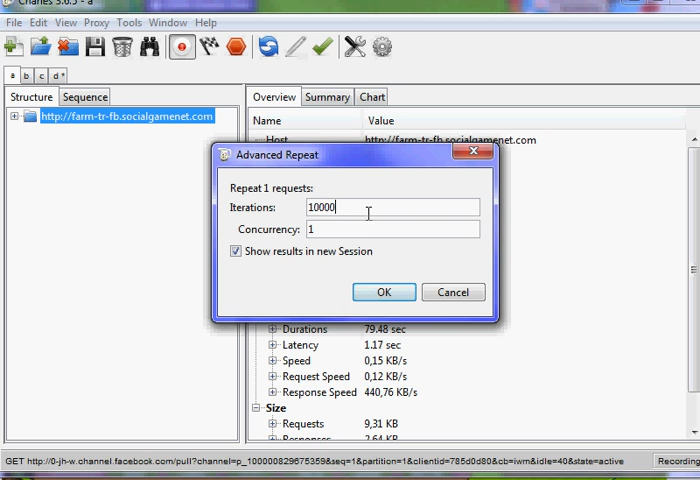 Charles 3.6.5 - a
File Edit View Proxy Tools Window Help
a b c d *
Structure Sequence
Overview Summary Chart
http://farm-tr-fb.socialgamenet.com
Name Value
Host http://farm-tr-fb.socialgamenet.com
Advanced Repeat
Repeat 1 requests:
Iterations: 10000
Concurrency: 1
Show results in new Session
OK Cancel
Durations 79.48 sec
Latency 1.17 sec
Speed 0,15 KB/s
Request Speed 0,12 KB/s
Response Speed 440,76 KB/s
Size
Requests 9,31 KB
Responses 2,64 KB
GET http://0-jh-w.channel.facebook.com/pull?channel=p_100000829675359&seq=1&partition=1&clientid=785d0d80&cb=iwm&idle=40&state=active Recording